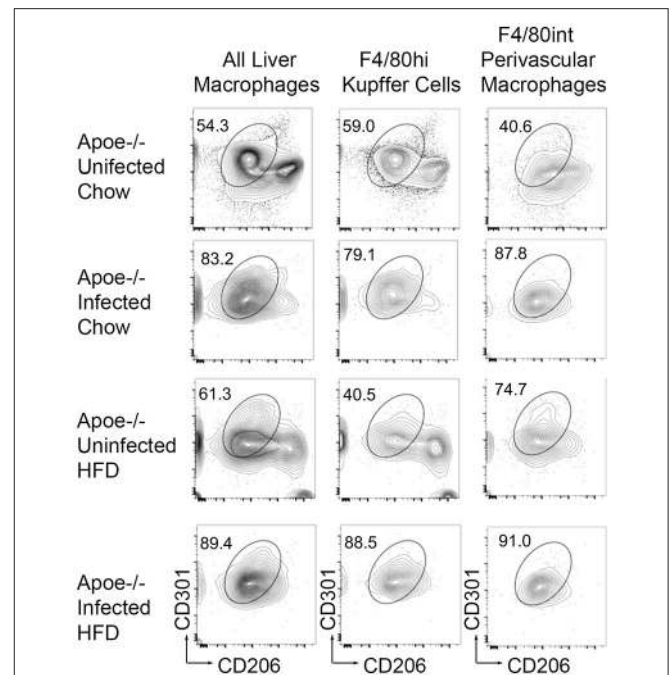 All Liver
Macrophages
F4/80hi
Kupffer Cells
F4/80int
Perivascular
Macrophages
Apoe-/-
Unifected
Chow
54.3
59.0
40.6
Apoe-/-
Infected
Chow
83.2
79.1
87.8
Apoe-/-
Uninfected
HFD
61.3
40.5
74.7
Apoe-/-
Infected
HFD
89.4
88.5
91.0
CD301
CD206
CD301
CD206
CD301
CD206